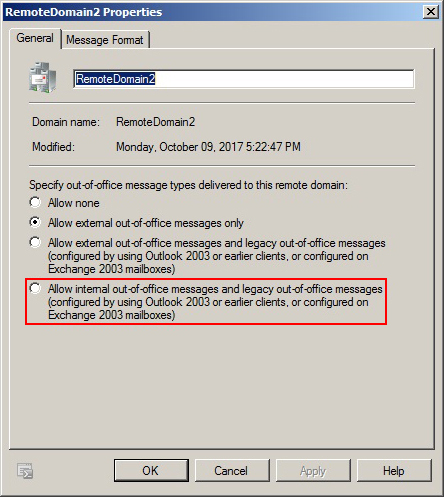 RemoteDomain2 Properties
General
Message Format
RemoteDomain2
Domain name: RemoteDomain2
Modified: Monday, October 09, 2017 5:22:47 PM
Specify out-of-office message types delivered to this remote domain:
Allow none
Allow external out-of-office messages only
Allow external out-of-office messages and legacy out-of-office messages
(configured by using Outlook 2003 or earlier clients, or configured on
Exchange 2003 mailboxes)
Allow internal out-of-office messages and legacy out-of-office messages
(configured by using Outlook 2003 or earlier clients, or configured on
Exchange 2003 mailboxes)
OK
Cancel
Apply
Help